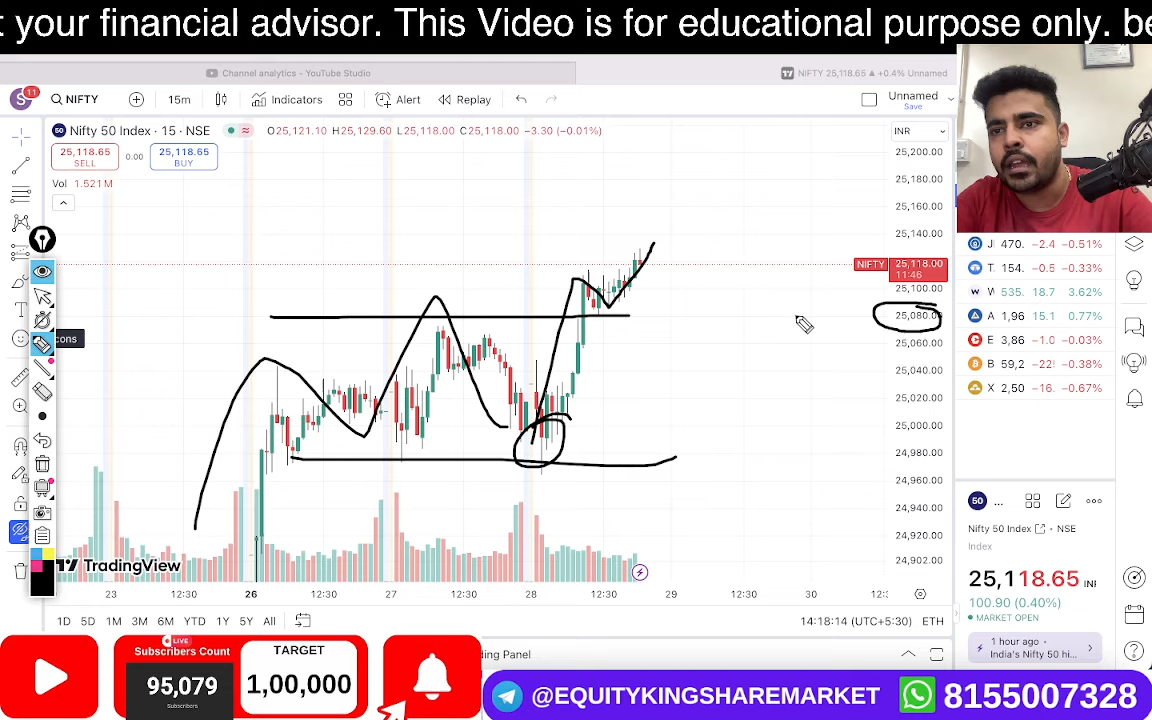 t your financial advisor. This Video is for educational purpose only. be
Channel analytics - YouTube Studio
NIFTY 25,118.65 ▲ +0.4% Unnamed
S 11
NIFTY
15m
Indicators
Alert
Replay
Unnamed
Save
50 Nifty 50 Index · 15 · NSE
O25,121.10 H25,129.60 L25,118.00 C25,118.00 −3.30 (−0.01%)
INR
25,118.65
SELL
0.00
25,118.65
BUY
Vol 1.521 M
25,200.00
25,180.00
25,160.00
25,140.00
NIFTY 25,118.00
11:46
25,100.00
25,080.00
25,060.00
25,040.00
25,020.00
25,000.00
24,980.00
24,960.00
24,940.00
24,920.00
24,902.00
cons
470. -2.4 -0.51%
T. 154. -0.5 -0.33%
W 535. 18.7 3.62%
A 1,96 15.1 0.77%
E 3,86 -1.0 -0.03%
B 59,2 -0.38%
X 2,50 -16. -0.67%
TradingView
23 12:30 26 12:30 27 12:30 28 12:30 29 12:30 30 12:
1D 5D 1M 3M 6M YTD 1Y 5Y All
14:18:14 (UTC+5:30) ETH
50 ...
Nifty 50 Index · NSE
Index
25,118.65
100.90 (0.40%)
MARKET OPEN
1 hour ago ·
India's Nifty 50 hi...
ding Panel
LIVE
Subscribers Count
95,079
Subscribers
TARGET
1,00,000
@EQUITYKINGSHAREMARKET
8155007328